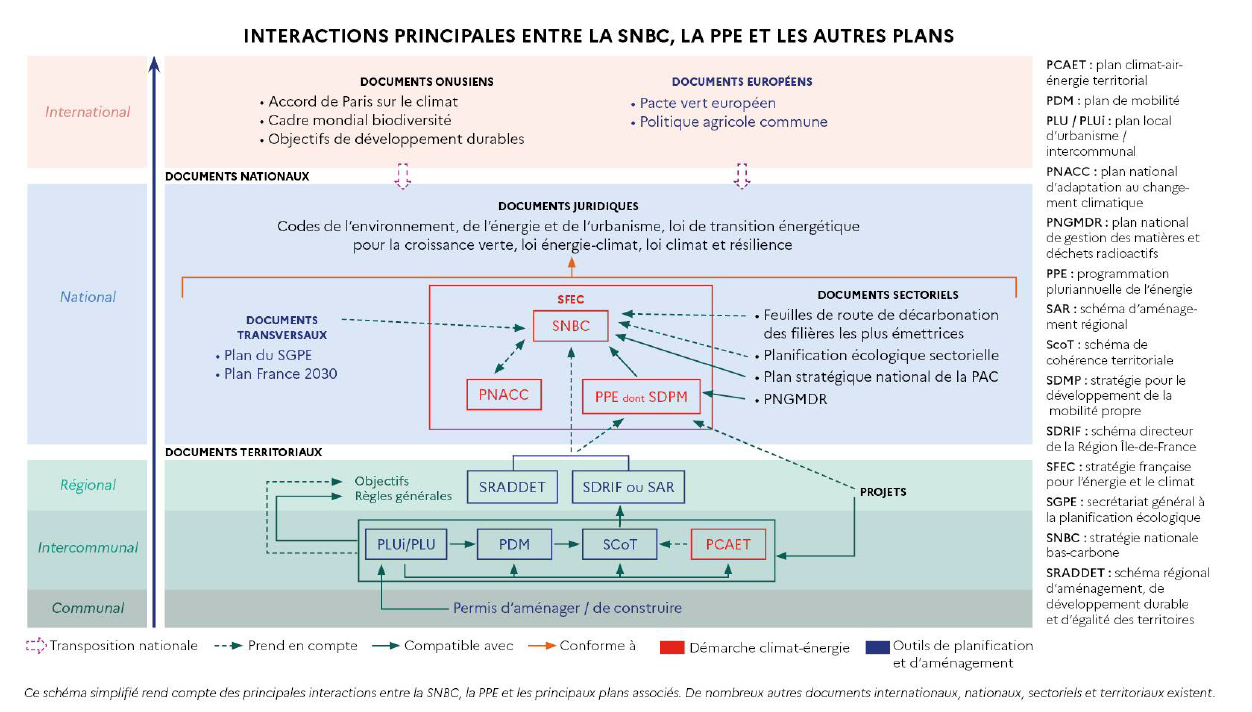 INTERACTIONS PRINCIPALES ENTRE LA SNBC, LA PPE ET LES AUTRES PLANS
International
DOCUMENTS ONUSIENS
• Accord de Paris sur le climat
• Cadre mondial biodiversité
• Objectifs de développement durables
DOCUMENTS EUROPÉENS
• Pacte vert européen
• Politique agricole commune
DOCUMENTS NATIONAUX
National
DOCUMENTS JURIDIQUES
Codes de l'environnement, de l'énergie et de l'urbanisme, loi de transition énergétique
pour la croissance verte, loi énergie-climat, loi climat et résilience
DOCUMENTS
TRANSVERSAUX
• Plan du SGPE
• Plan France 2030
SFEC
SNBC
PNACC
PPE dont SDPM
DOCUMENTS SECTORIELS
• Feuilles de route de décarbonation
des filières les plus émettrices
• Planification écologique sectorielle
• Plan stratégique national de la PAC
• PNGMDR
DOCUMENTS TERRITORIAUX
Régional
Objectifs
Règles générales
SRADDET
SDRIF ou SAR
PROJETS
Intercommunal
PLUi/PLU
PDM
SCoT
PCAET
Communal
Permis d'aménager / de construire
PCAET : plan climat-air-
énergie territorial
PDM : plan de mobilité
PLU / PLUi : plan local
d'urbanisme /
intercommunal
PNACC : plan national
d'adaptation au change-
ment climatique
PNGMDR : plan national
de gestion des matières et
déchets radioactifs
PPE : programmation
pluriannuelle de l'énergie
SAR : schéma d'aménage-
ment régional
ScoT : schéma de
cohérence territoriale
SDMP : stratégie pour le
développement de la
mobilité propre
SDRIF : schéma directeur
de la Région Île-de-France
SFEC : stratégie française
pour l'énergie et le climat
SGPE : secrétariat général à
la planification écologique
SNBC : stratégie nationale
bas-carbone
SRADDET : schéma régional
d'aménagement, de
développement durable
et d'égalité des territoires
Transposition nationale
Prend en compte
Compatible avec
Conforme à
Démarche climat-énergie
Outils de planification
et d'aménagement
Ce schéma simplifié rend compte des principales interactions entre la SNBC, la PPE et les principaux plans associés. De nombreux autres documents internationaux, nationaux, sectoriels et territoriaux existent.